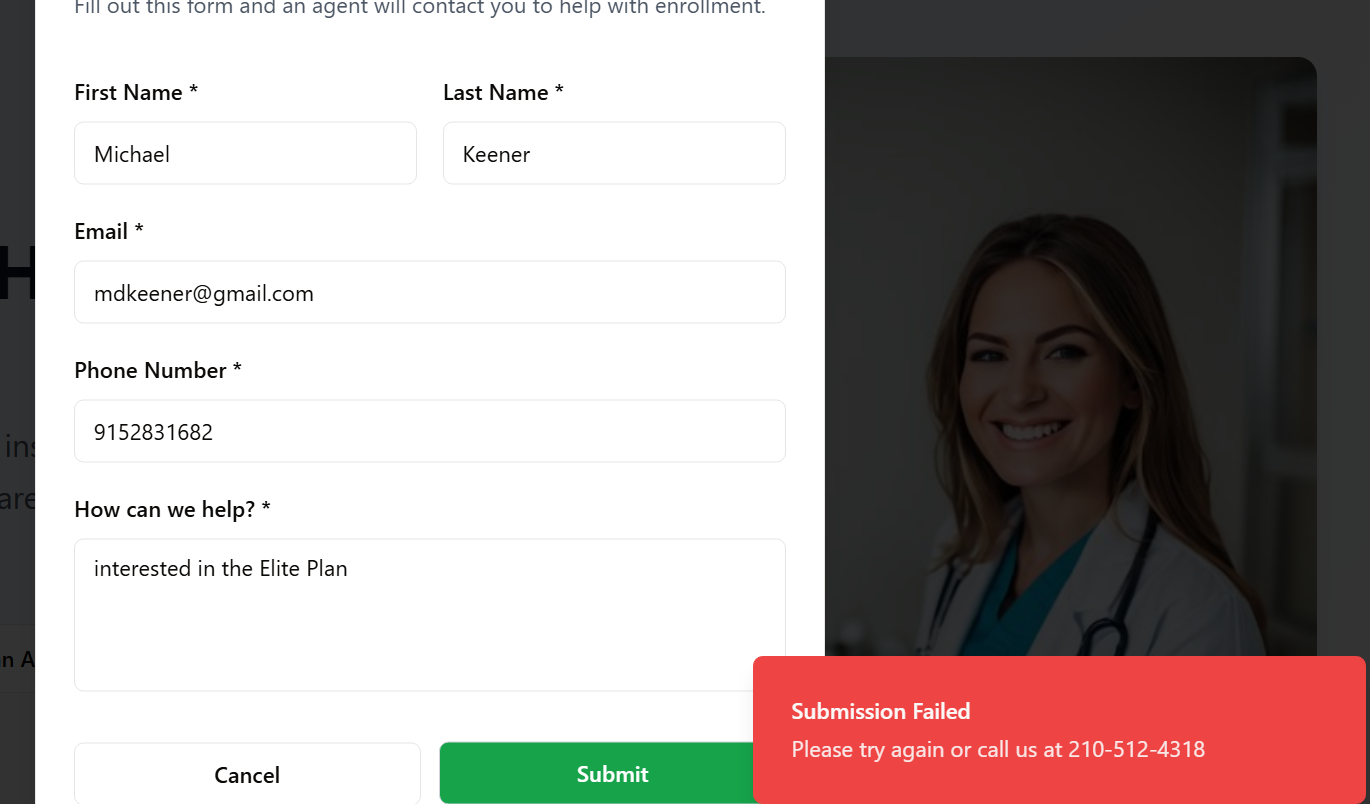 Fill out this form and an agent will contact you to help with enrollment.
First Name * Last Name *
Michael Keener
Email *
mdkeener@gmail.com
Phone Number *
9152831682
How can we help? *
interested in the Elite Plan
Cancel Submit
Submission Failed
Please try again or call us at 210-512-4318